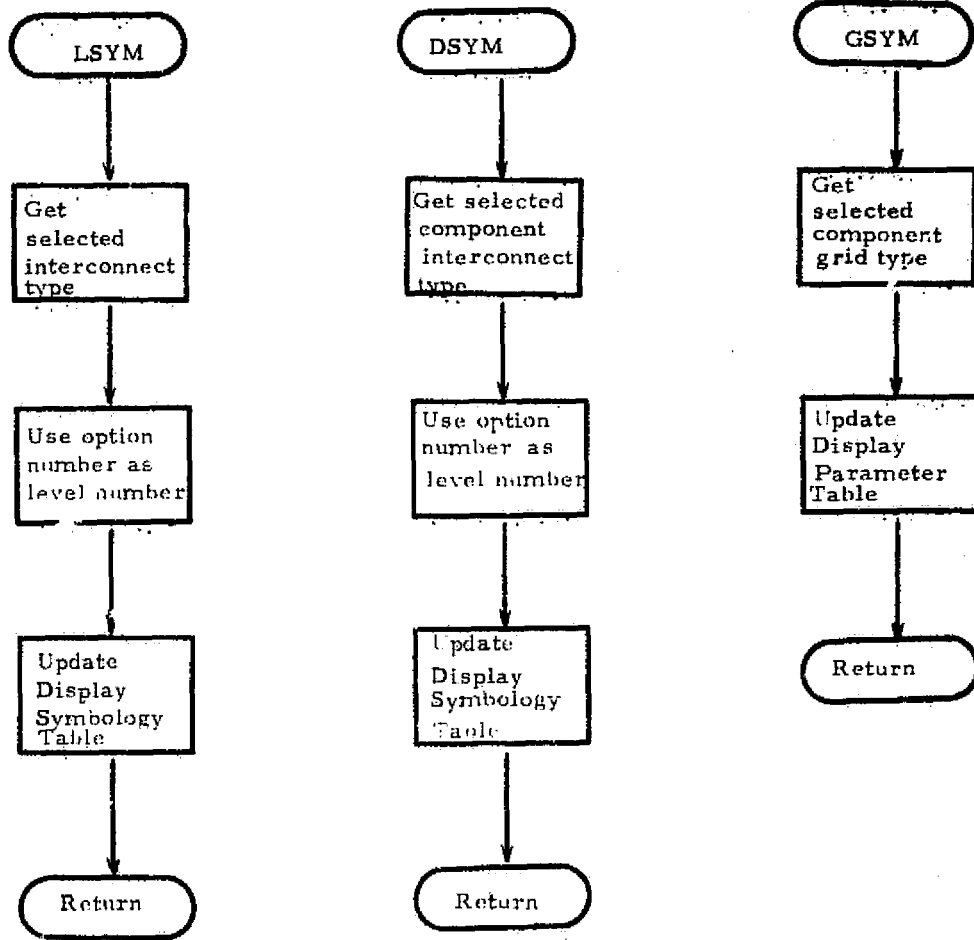 LSYM
Get
selected
interconnect
type
Use option
number as
level number
Update
Display
Symbology
Table
Return
DSYM
Get selected
component
interconnect
type
Use option
number as
level number
Update
Display
Symbology
Table
Return
GSYM
Get
selected
component
grid type
Update
Display
Parameter
Table
Return